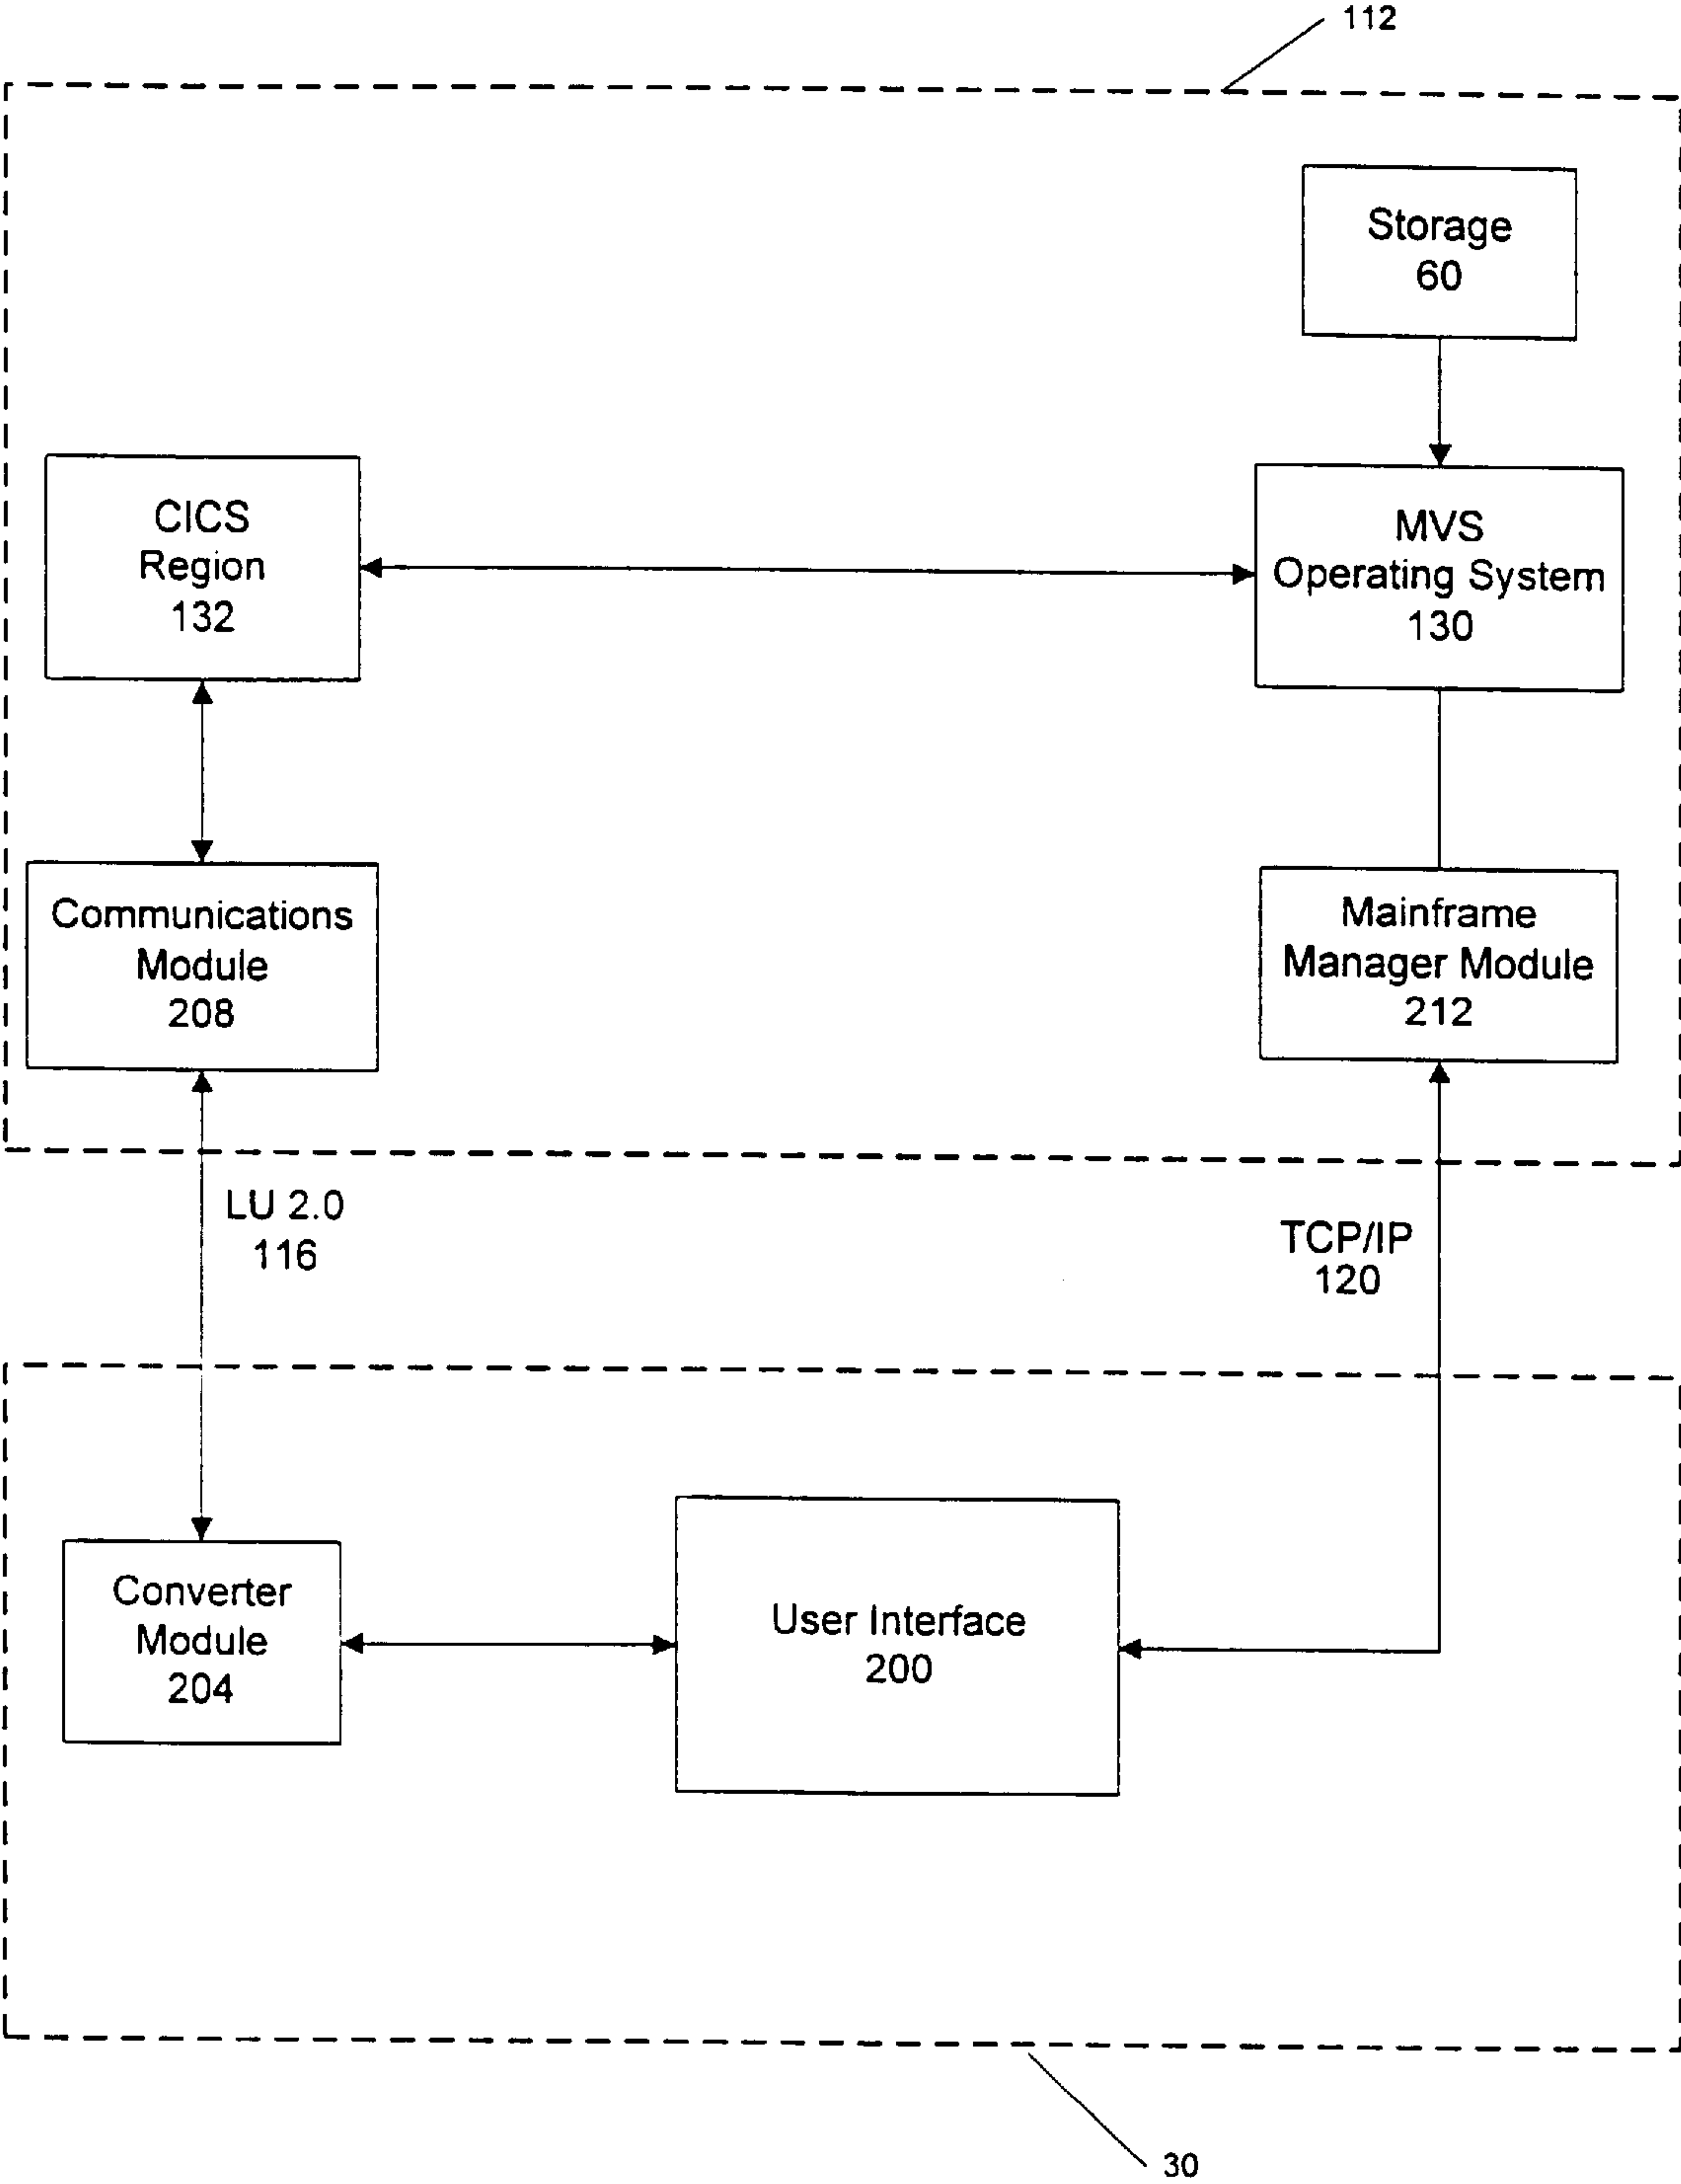 112
Storage
60
CICS
Region
132
MVS
Operating System
130
Communications
Module
208
Mainframe
Manager Module
212
LU 2.0
116
TCP/IP
120
Converter
Module
204
User Interface
200
30